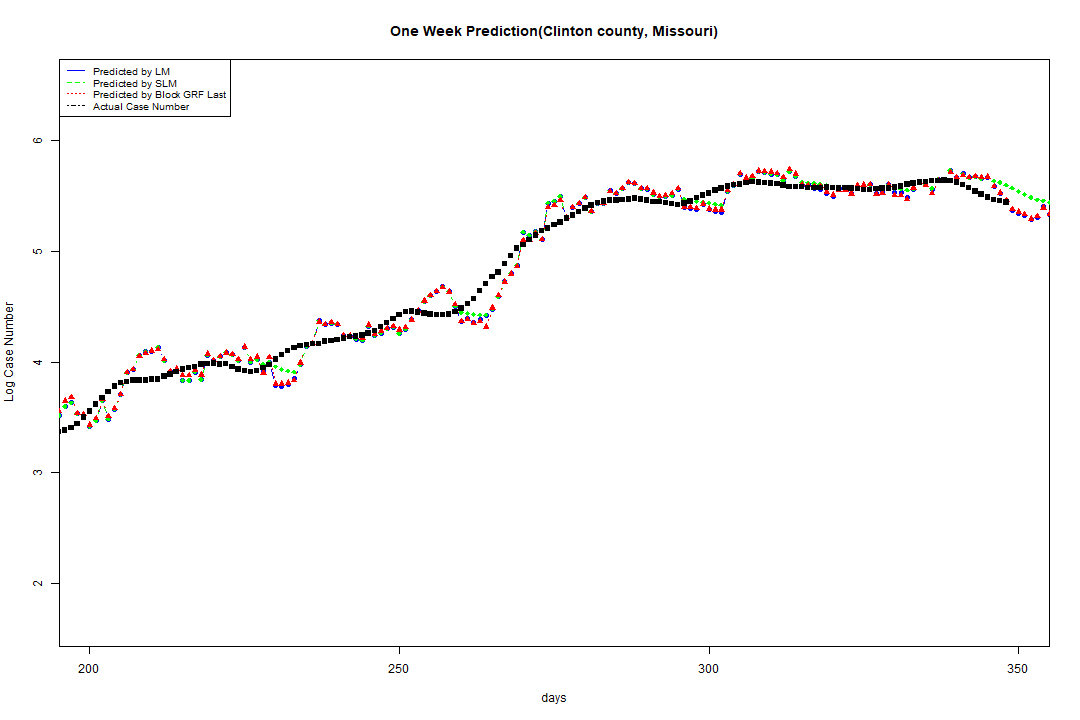 One Week Prediction(Clinton county, Missouri)
Predicted by LM
Predicted by SLM
Predicted by Block GRF Last
Actual Case Number
6
5
4
3
2
Log Case Number
200
250
300
350
days